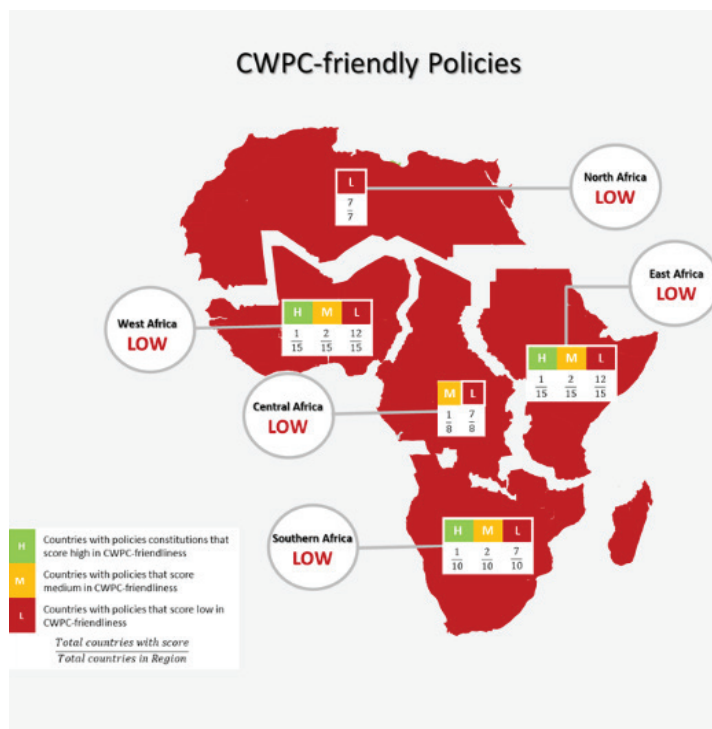 CWPC-friendly Policies
L
7
7
North Africa
LOW
East Africa
LOW
West Africa
LOW
H M L
1 2 12
15 15 15
H M L
1 2 12
15 15 15
Central Africa
LOW
M L
1 7
8 8
Southern Africa
LOW
H M L
1 2 7
10 10 10
H
Countries with policies constitutions that
score high in CWPC-friendliness
M
Countries with policies that score
medium in CWPC-friendliness
L
Countries with policies that score low in
CWPC-friendliness
Total countries with score
Total countries in Region